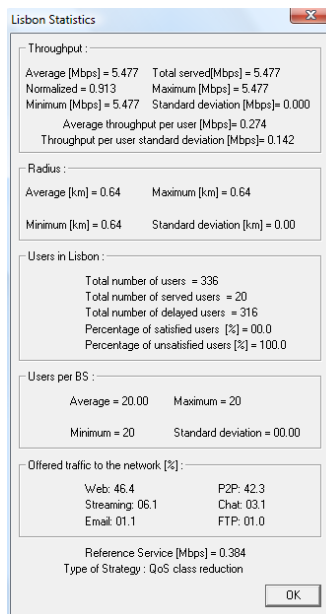 Lisbon Statistics
Throughput :
Average [Mbps] = 5.477 Total served[Mbps] = 5.477
Normalized = 0.913 Maximum [Mbps] = 5.477
Minimum [Mbps] = 5.477 Standard deviation [Mbps]= 0.000
Average throughput per user [Mbps]= 0.274
Throughput per user standard deviation [Mbps]= 0.142
Radius :
Average [km] = 0.64 Maximum [km] = 0.64
Minimum [km] = 0.64 Standard deviation [km] = 0.00
Users in Lisbon :
Total number of users = 336
Total number of served users = 20
Total number of delayed users = 316
Percentage of satisfied users [%] = 00.0
Percentage of unsatisfied users [%] = 100.0
Users per BS :
Average = 20.00 Maximum = 20
Minimum = 20 Standard deviation = 00.00
Offered traffic to the network [%] :
Web: 46.4 P2P: 42.3
Streaming: 06.1 Chat: 03.1
Email: 01.1 FTP: 01.0
Reference Service [Mbps] = 0.384
Type of Strategy : QoS class reduction
OK